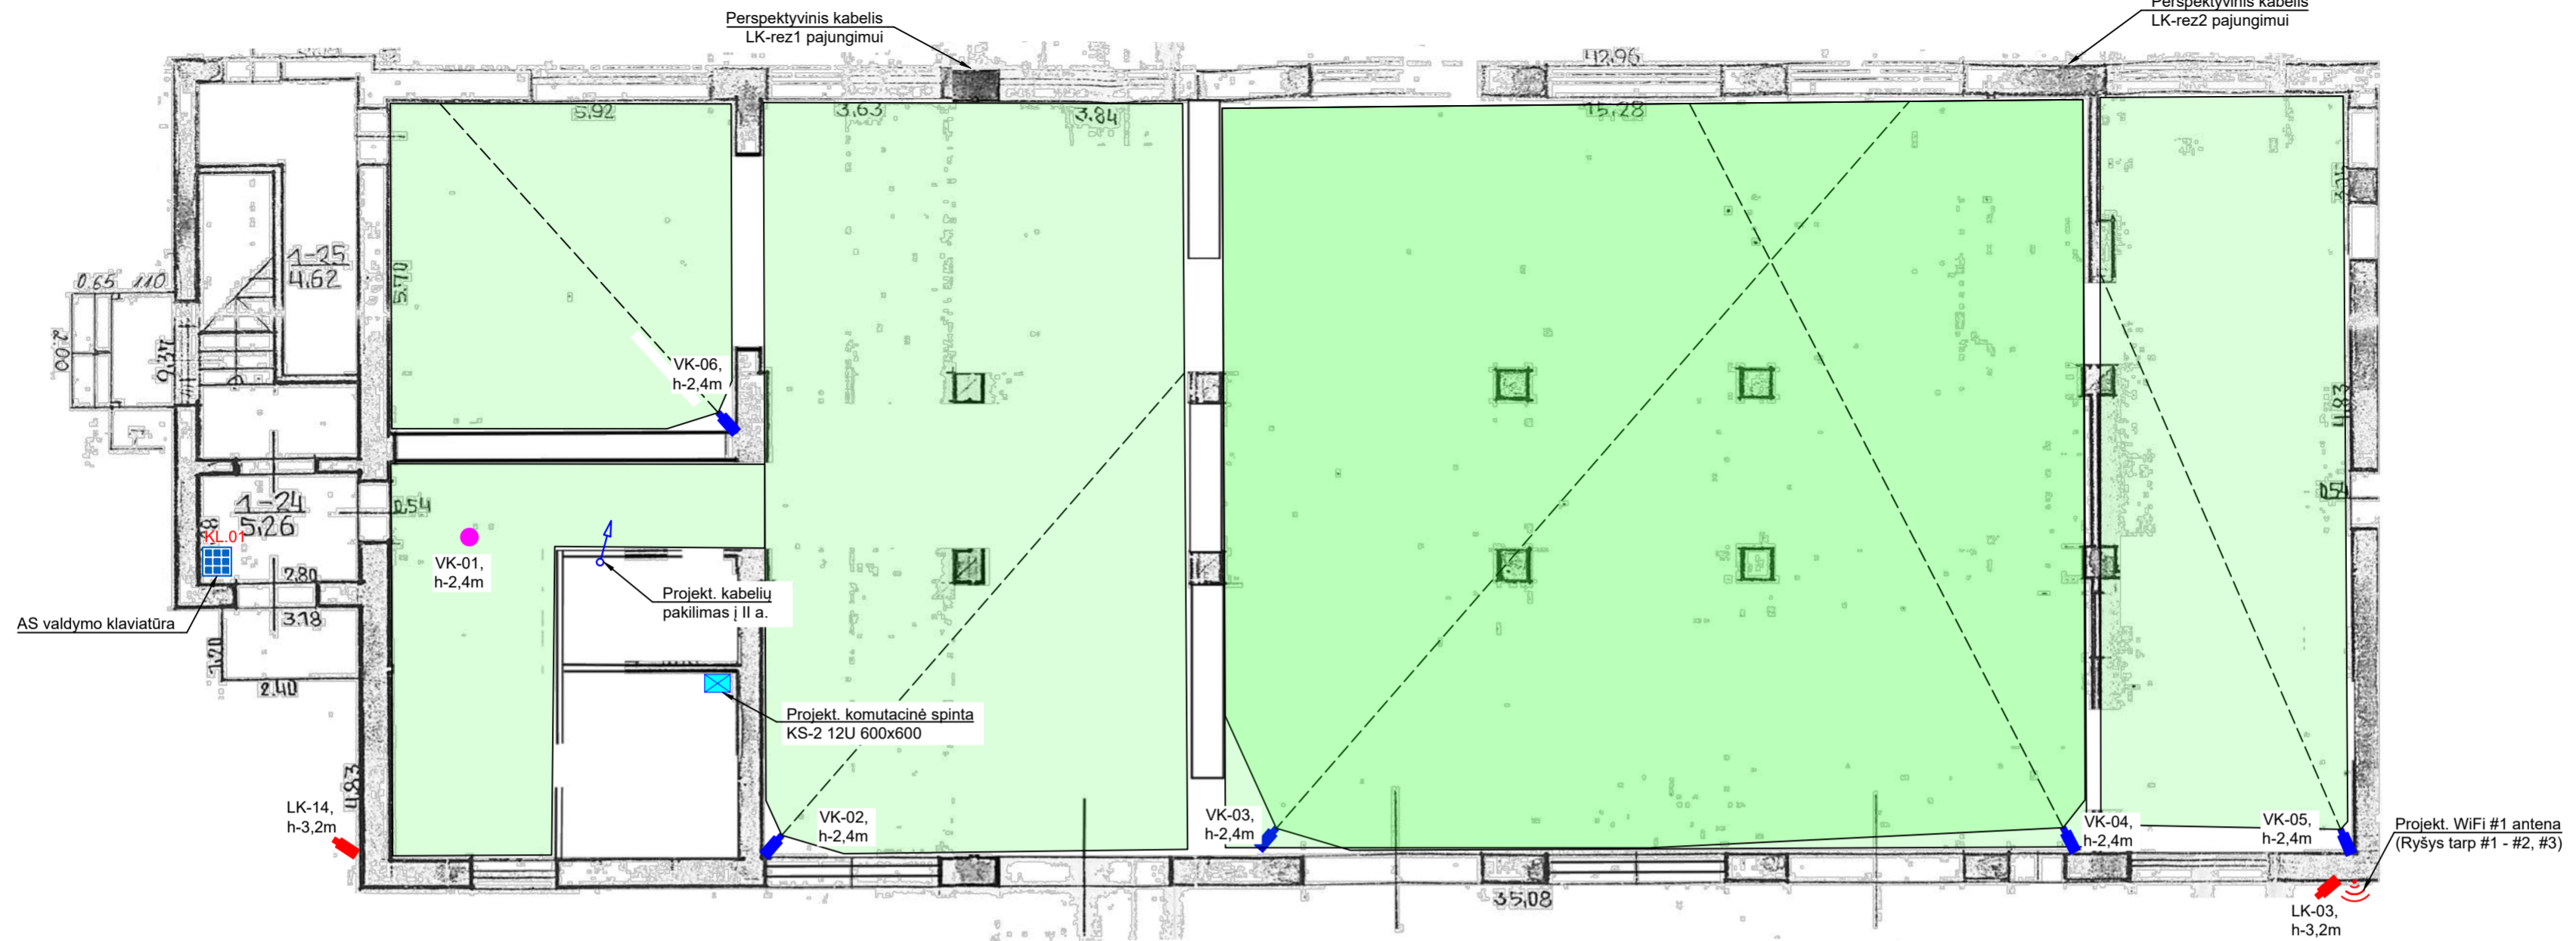 Perspektyvinis kabelis
LK-rez1 pajungimui
Perspektyvinis kabelis
LK-rez2 pajungimui
42,96
5,92
3,63
3.84
15,28
1-25
4,62
5,70
0.65 1.10
2.00
VK-06,
h-2,4m
11.83
1-24
5,26
0,54
0,54
KL.01
VK-01,
h-2,4m
2,80
Projekt. kabelių
pakilimas į II a.
AS valdymo klaviatūra
3.18
1,20
2.40
Projekt. komutacinė spinta
KS-2 12U 600x600
4,83
LK-14,
h-3,2m
VK-02,
h-2,4m
VK-03,
h-2,4m
VK-04,
h-2,4m
VK-05,
h-2,4m
Projekt. WiFi #1 antena
(Ryšys tarp #1 - #2, #3)
35,08
LK-03,
h-3,2m